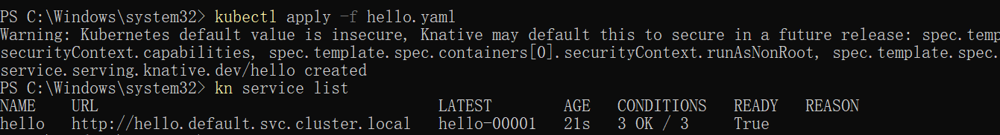 PS C:\Windows\system32> kubectl apply -f hello.yaml
Warning: Kubernetes default value is insecure, Knative may default this to secure in a future release: spec.temp
securityContext.capabilities, spec.template.spec.containers[0].securityContext.runAsNonRoot, spec.template.spec.
service.serving.knative.dev/hello created
PS C:\Windows\system32> kn service list
NAME URL LATEST AGE CONDITIONS READY REASON
hello http://hello.default.svc.cluster.local hello-00001 21s 3 OK / 3 True